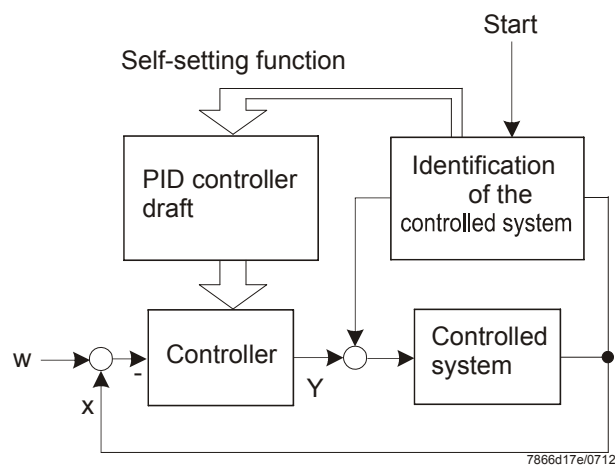 Start
Self-setting function
PID controller
draft
Identification
of the
controlled system
w
x
-
Controller
Y
Controlled
system
7866d17e/0712